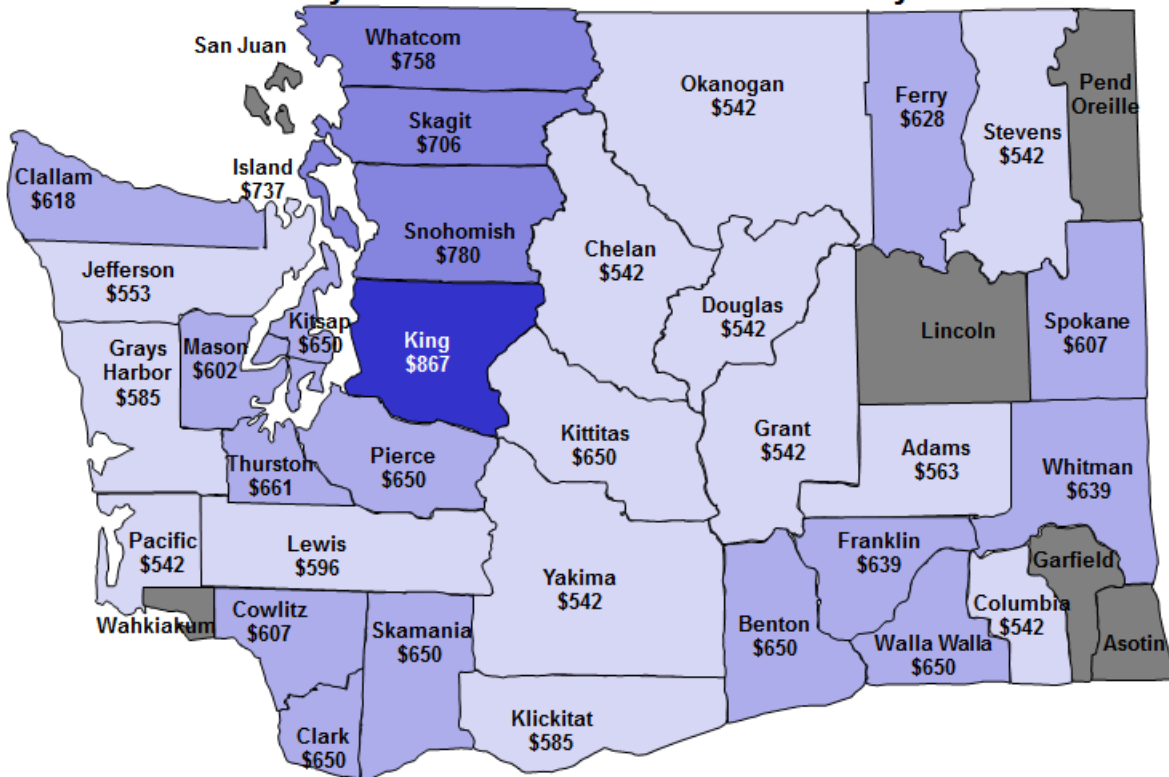 San Juan
Whatcom
$758
Okanogan
$542
Ferry
$628
Stevens
$542
Pend
Oreille
Skagit
$706
Island
$737
Clallam
$618
Snohomish
$780
Chelan
$542
Jefferson
$553
Douglas
$542
Lincoln
Spokane
$607
Kitsap
$650
King
$867
Grays
Harbor
$585
Mason
$602
Kittitas
$650
Grant
$542
Adams
$563
Whitman
$639
Thurston
$661
Pierce
$650
Pacific
$542
Lewis
$596
Yakima
$542
Franklin
$639
Garfield
Wahkiakum
Cowlitz
$607
Skamania
$650
Benton
$650
Walla Walla
$650
Columbia
$542
Asotin
Clark
$650
Klickitat
$585